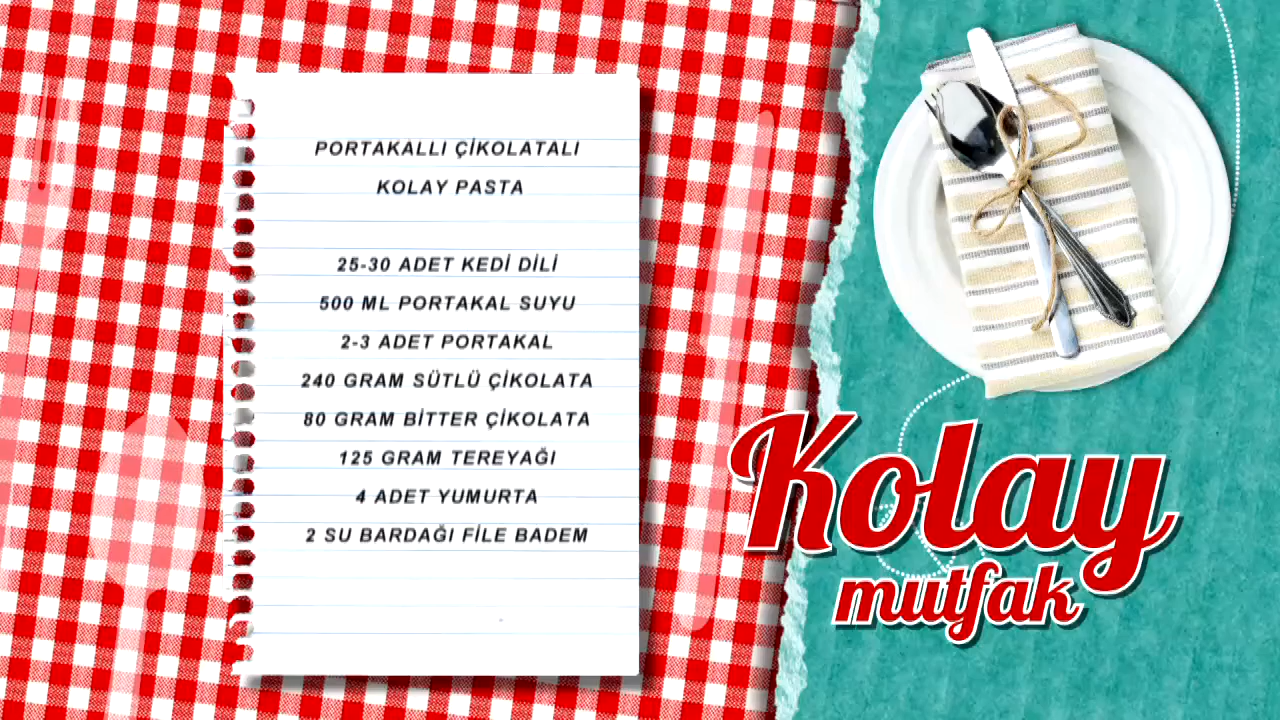 PORTAKALLI ÇİKOLATALI
KOLAY PASTA
25-30 ADET KEDİ DİLİ
500 ML PORTAKAL SUYU
2-3 ADET PORTAKAL
240 GRAM SÜTLÜ ÇİKOLATA
80 GRAM BİTTER ÇİKOLATA
125 GRAM TEREYAĞI
4 ADET YUMURTA
2 SU BARDAĞI FİLE BADEM
Kolay
mutfak